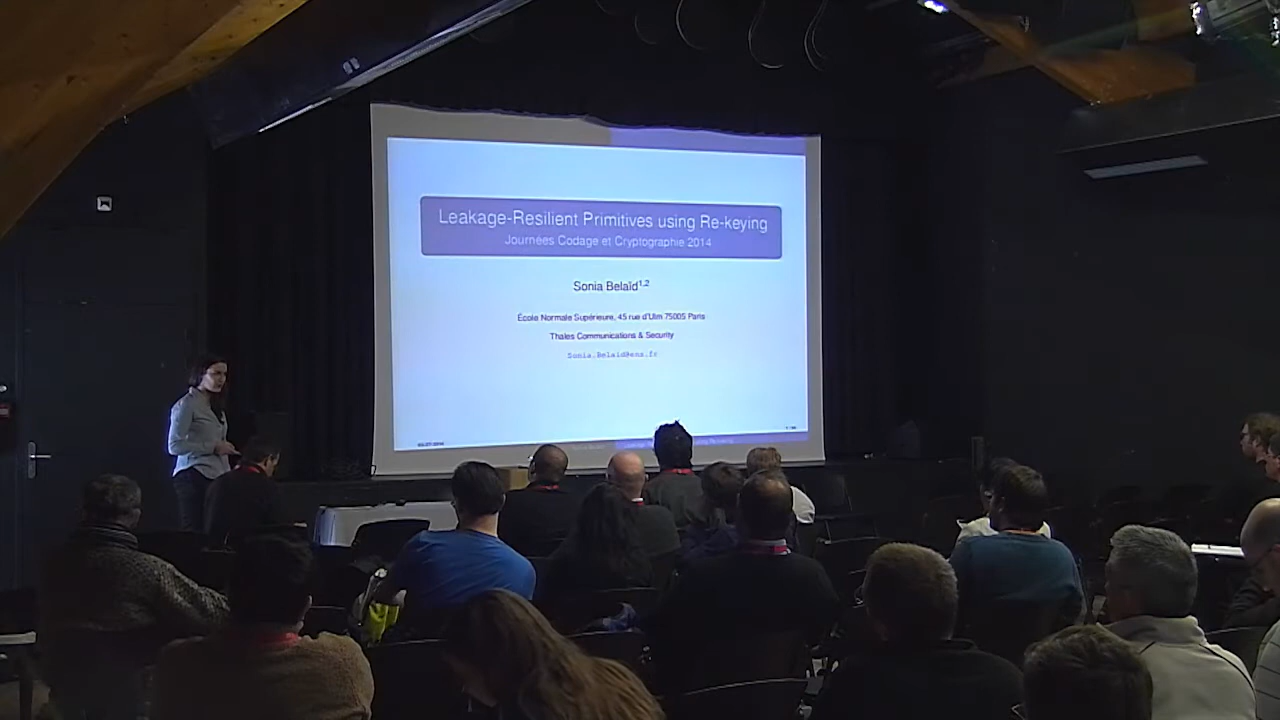 Leakage-Resilient Primitives using Re-keying
Journées Codage et Cryptographie 2014
Sonia Belaïd1,2
École Normale Supérieure, 45 rue d'Ulm 75005 Paris
Thales Communications & Security
Sonia.Belaid@ens.fr